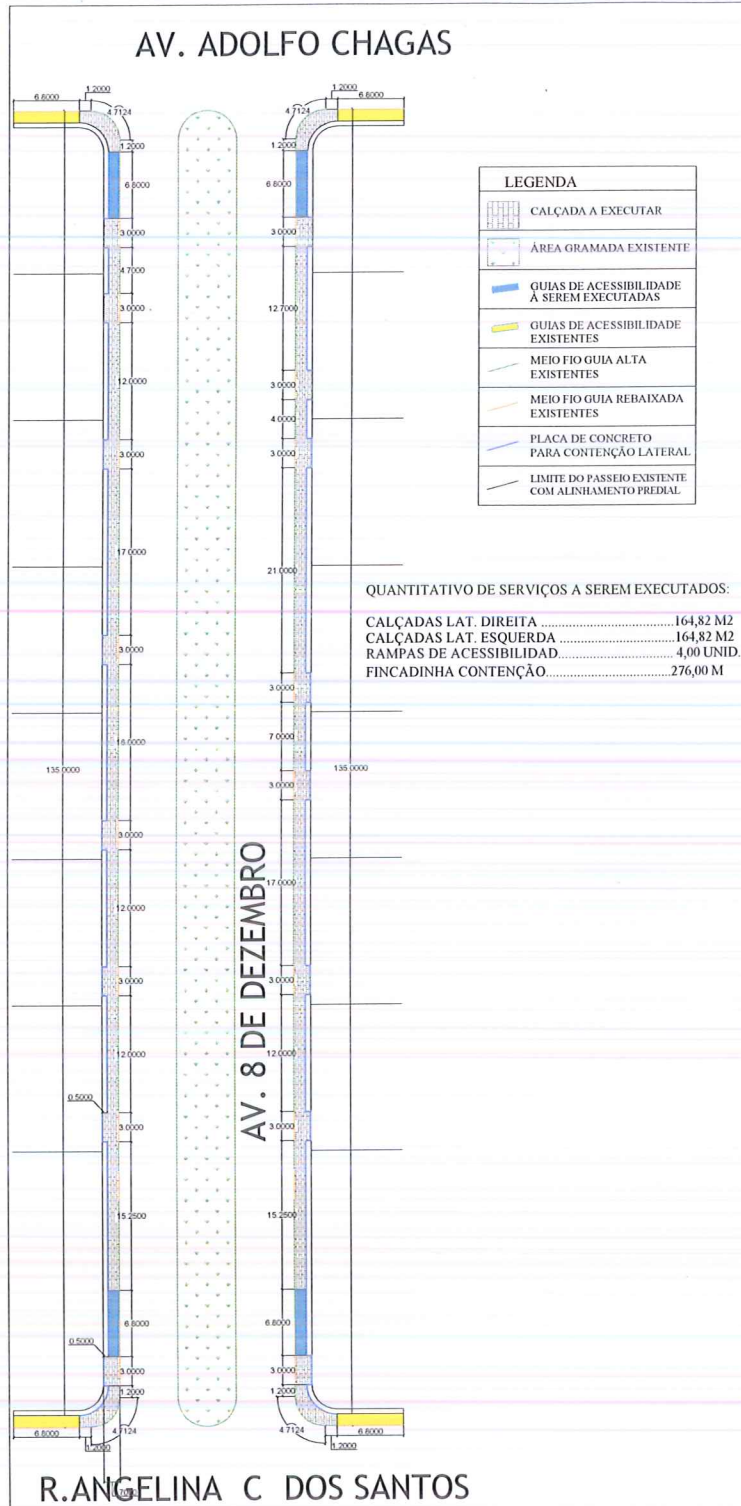 AV. ADOLFO CHAGAS
1.2000
6.8000
4.7124
1.2000
6.8000
3.0000
4.7000
3.0000
12.0000
3.0000
17.0000
3.0000
3.0000
12.0000
3.0000
12.0000
0.5000
3.0000
15.2500
0.5000
3.0000
1.2000
6.8000
4.7124
1.2000
135.0000
1.2000
4.7124
6.8000
1.2000
6.8000
3.0000
12.7000
3.0000
4.0000
3.0000
21.0000
3.0000
7.0000
3.0000
17.0000
3.0000
12.0000
3.0000
15.2500
6.8000
3.0000
1.2000
4.7124
1.2000
6.8000
135.0000
AV. 8 DE DEZEMBRO
LEGENDA
CALÇADA A EXECUTAR
ÁREA GRAMADA EXISTENTE
GUIAS DE ACESSIBILIDADE
À SEREM EXECUTADAS
GUIAS DE ACESSIBILIDADE
EXISTENTES
MEIO FIO GUIA ALTA
EXISTENTES
MEIO FIO GUIA REBAIXADA
EXISTENTES
PLACA DE CONCRETO
PARA CONTENÇÃO LATERAL
LIMITE DO PASSEIO EXISTENTE
COM ALINHAMENTO PREDIAL
QUANTITATIVO DE SERVIÇOS A SEREM EXECUTADOS:
CALÇADAS LAT. DIREITA ..................................164,82 M2
CALÇADAS LAT. ESQUERDA ..............................164,82 M2
RAMPAS DE ACESSIBILIDAD.............................. 4,00 UNID.
FINCADINHA CONTENÇÃO..................................276,00 M
R.ANGELINA C DOS SANTOS